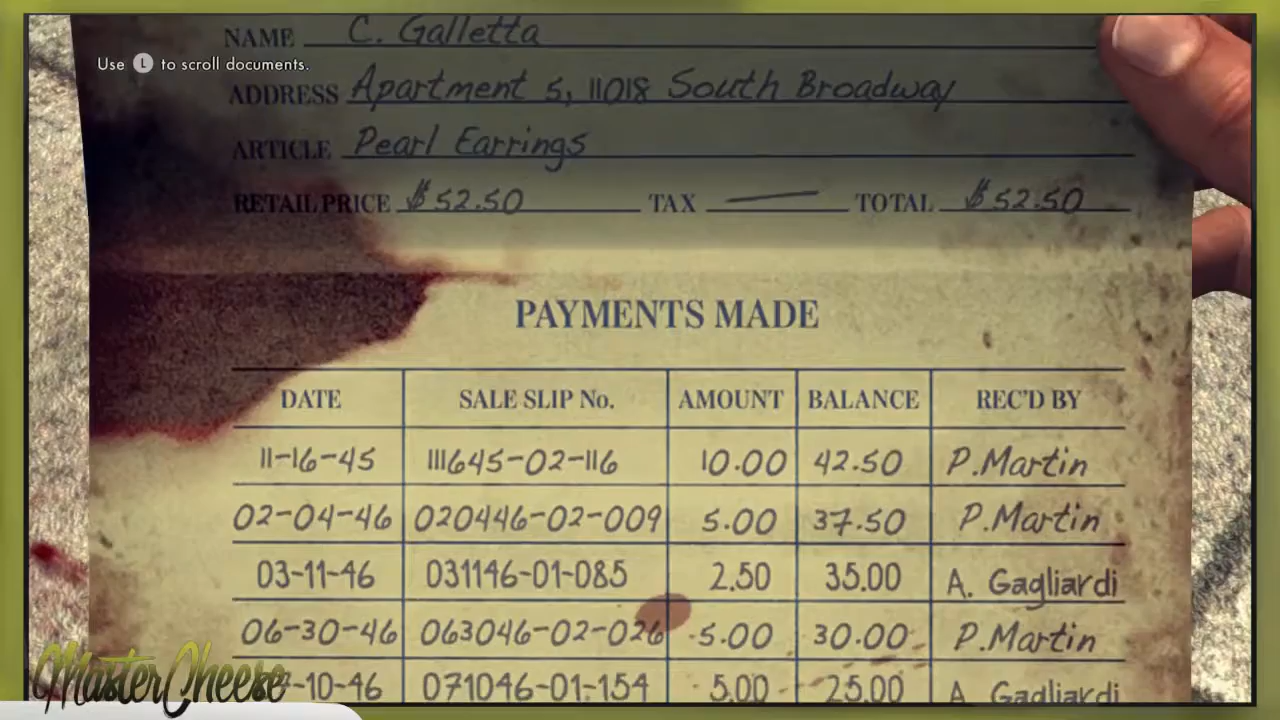 NAME C. Galletta
Use L to scroll documents.
ADDRESS Apartment 5, 11018 South Broadway
ARTICLE Pearl Earrings
RETAIL PRICE $52.50 TAX — TOTAL $52.50
PAYMENTS MADE
DATE SALE SLIP No. AMOUNT BALANCE REC'D BY
11-16-45 111645-02-116 10.00 42.50 P.Martin
02-04-46 020446-02-009 5.00 37.50 P.Martin
03-11-46 031146-01-085 2.50 35.00 A. Gagliardi
06-30-46 063046-02-026 5.00 30.00 P.Martin
-10-46 071046-01-154 5.00 25.00 A. Gagliardi
MasterCheese